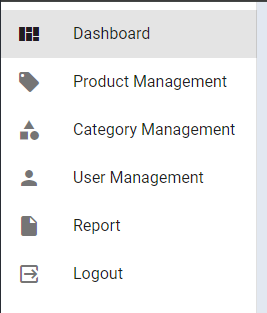 Dashboard
Product Management
Category Management
User Management
Report
Logout